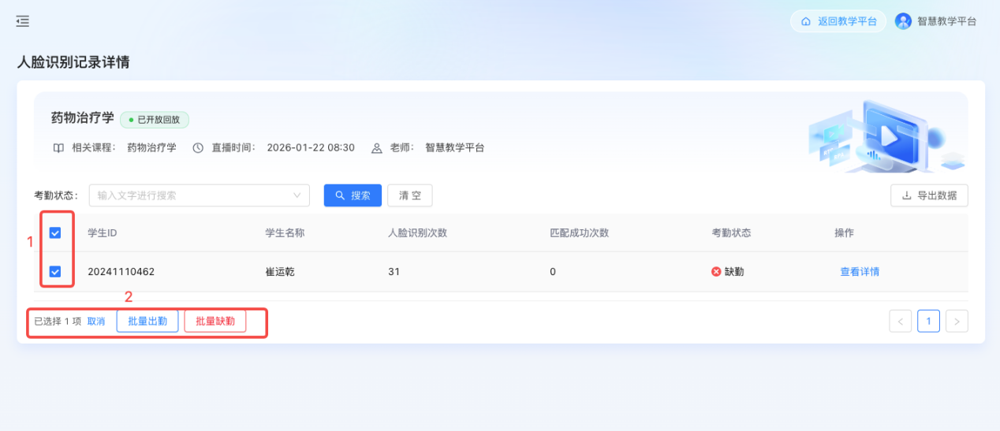 返回教学平台 智慧教学平台
人脸识别记录详情
药物治疗学 已开放回放
相关课程： 药物治疗学 直播时间： 2026-01-22 08:30 老师： 智慧教学平台
考勤状态： 输入文字进行搜索 搜索 清 空 导出数据
学生ID 学生名称 人脸识别次数 匹配成功次数 考勤状态 操作
1
20241110462 崔运乾 31 0 缺勤 查看详情
2
已选择 1 项 取消 批量出勤 批量缺勤 < 1 >